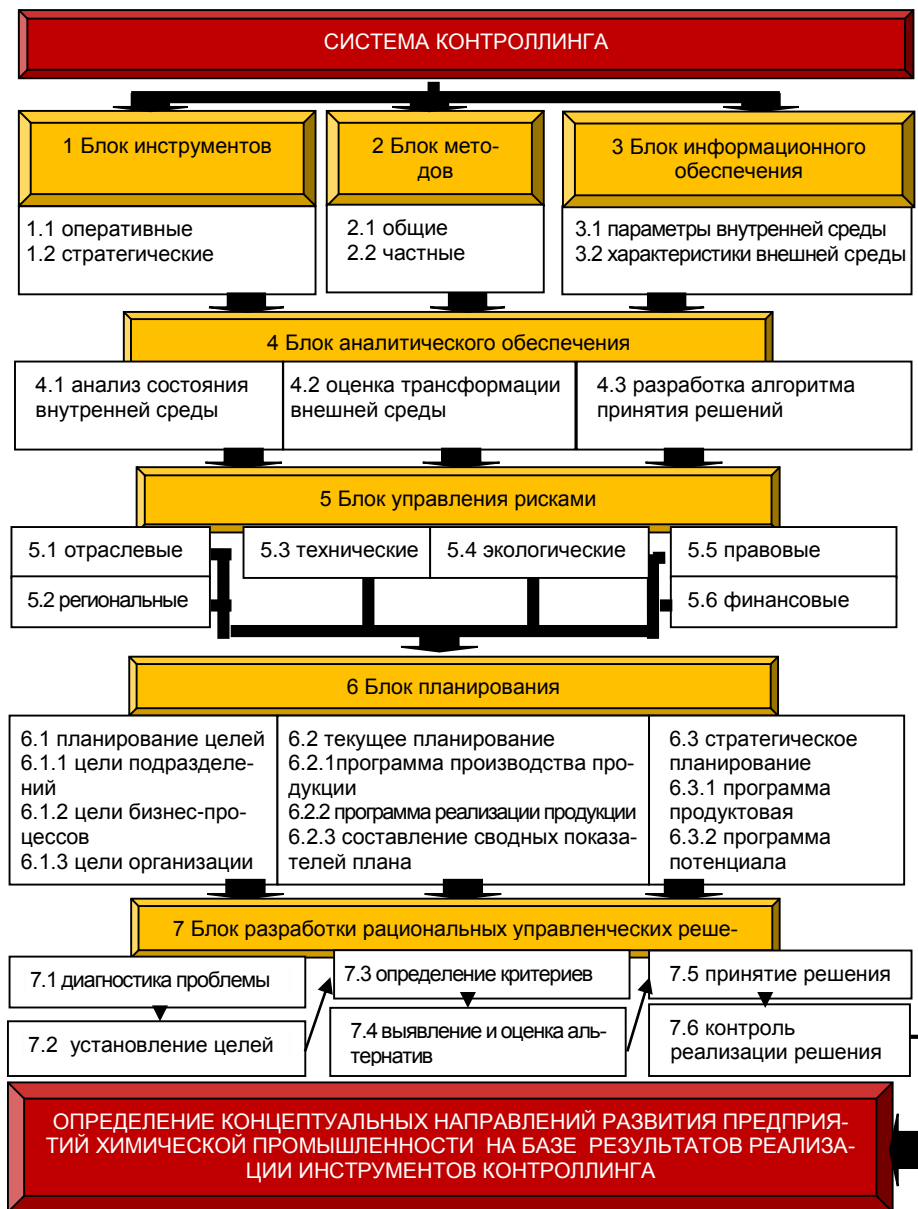 СИСТЕМА КОНТРОЛЛИНГА
1 Блок инструментов
2 Блок мето-
дов
3 Блок информационного
обеспечения
1.1 оперативные
1.2 стратегические
2.1 общие
2.2 частные
3.1 параметры внутренней среды
3.2 характеристики внешней среды
4 Блок аналитического обеспечения
4.1 анализ состояния
внутренней среды
4.2 оценка трансформации
внешней среды
4.3 разработка алгоритма
принятия решений
5 Блок управления рисками
5.1 отраслевые
5.2 региональные
5.3 технические
5.4 экологические
5.5 правовые
5.6 финансовые
6 Блок планирования
6.1 планирование целей
6.1.1 цели подразделе-
ний
6.1.2 цели бизнес-про-
цессов
6.1.3 цели организации
6.2 текущее планирование
6.2.1программа производства про-
дукции
6.2.2 программа реализации продукции
6.2.3 составление сводных показа-
телей плана
6.3 стратегическое
планирование
6.3.1 программа
продуктовая
6.3.2 программа
потенциала
7 Блок разработки рациональных управленческих реше-
7.1 диагностика проблемы
7.2 установление целей
7.3 определение критериев
7.4 выявление и оценка аль-
тернатив
7.5 принятие решения
7.6 контроль
реализации решения
ОПРЕДЕЛЕНИЕ КОНЦЕПТУАЛЬНЫХ НАПРАВЛЕНИЙ РАЗВИТИЯ ПРЕДПРИЯ-
ТИЙ ХИМИЧЕСКОЙ ПРОМЫШЛЕННОСТИ НА БАЗЕ РЕЗУЛЬТАТОВ РЕАЛИЗА-
ЦИИ ИНСТРУМЕНТОВ КОНТРОЛЛИНГА